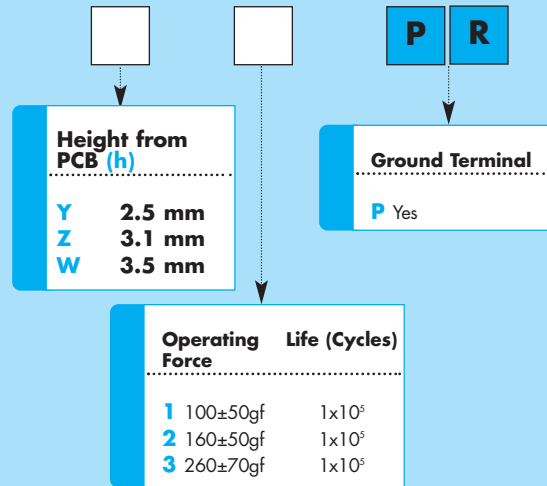 P R
Height from
PCB (h)
Y 2.5 mm
Z 3.1 mm
W 3.5 mm
Ground Terminal
P Yes
Operating Life (Cycles)
Force
1 100±50gf 1x10⁵
2 160±50gf 1x10⁵
3 260±70gf 1x10⁵